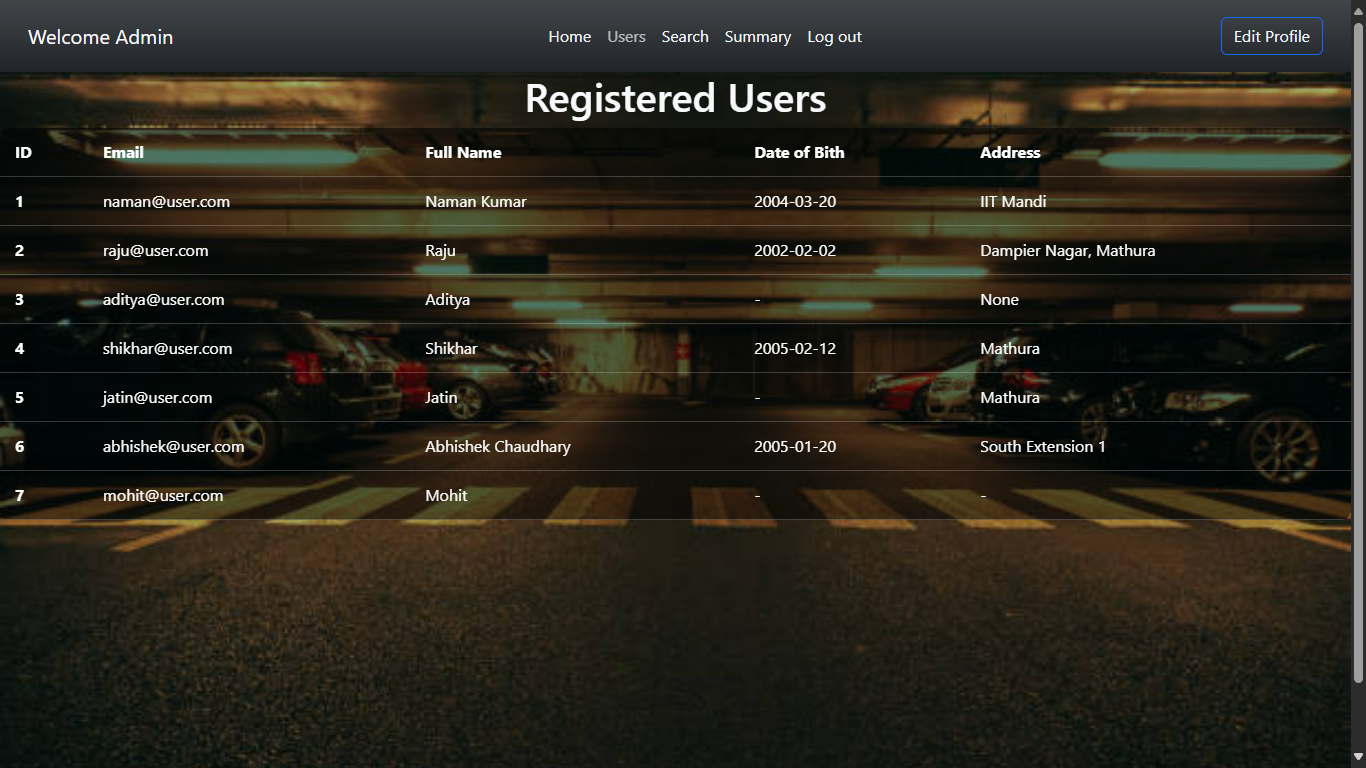 Welcome Admin Home Users Search Summary Log out Edit Profile
Registered Users
ID Email Full Name Date of Bith Address
1 naman@user.com Naman Kumar 2004-03-20 IIT Mandi
2 raju@user.com Raju 2002-02-02 Dampier Nagar, Mathura
3 aditya@user.com Aditya - None
4 shikhar@user.com Shikhar 2005-02-12 Mathura
5 jatin@user.com Jatin - Mathura
6 abhishek@user.com Abhishek Chaudhary 2005-01-20 South Extension 1
7 mohit@user.com Mohit - -